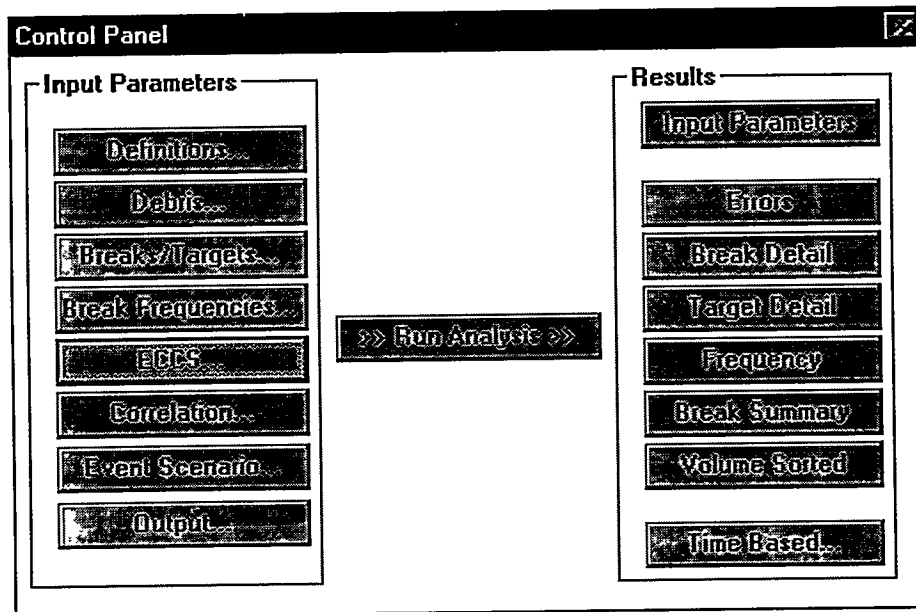 Control Panel
Input Parameters
Definitions...
Debris...
Breaks/Targets...
Break Frequencies...
ECCS...
Correlation...
Event Scenario...
Output...
>> Run Analysis >>
Results
Input Parameters
Errors
Break Detail
Target Detail
Frequency
Break Summary
Volume Sorted
Time Based...